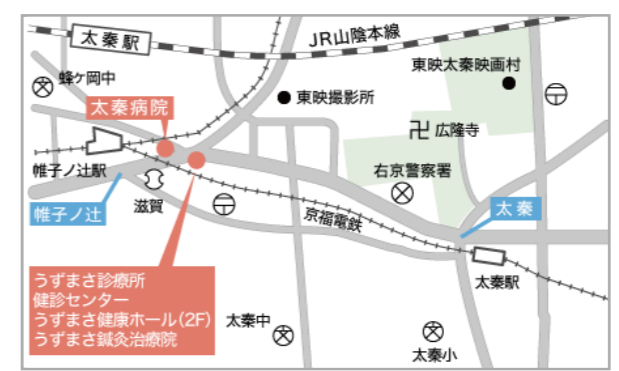 太秦駅
JR山陰本線
東映太秦映画村
蜂ケ岡中
東映撮影所
太秦病院
広隆寺
帷子ノ辻駅
右京警察署
帷子ノ辻
滋賀
太秦
京福電鉄
うずまさ診療所
健診センター
うずまさ健康ホール(2F)
うずまさ鍼灸治療院
太秦駅
太秦中
太秦小